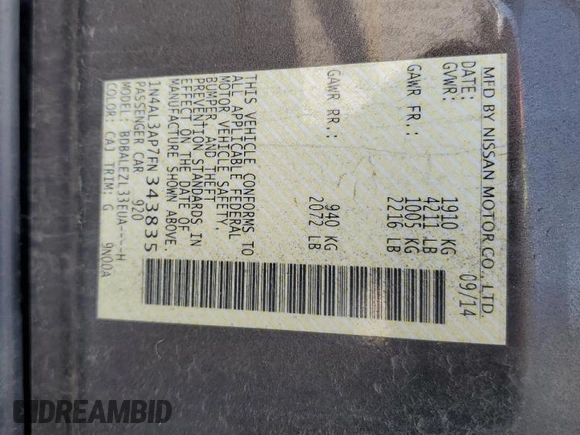 MFD BY NISSAN MOTOR CO., LTD.
DATE: 09/14
GVWR: 1910 KG
4211 LB
GAWR FR.: 1005 KG
2216 LB
GAWR RR.: 940 KG
2072 LB
THIS VEHICLE CONFORMS TO
ALL APPLICABLE FEDERAL
MOTOR VEHICLE SAFETY,
BUMPER, AND THEFT
PREVENTION STANDARDS IN
EFFECT ON THE DATE OF
MANUFACTURE SHOWN ABOVE.
1N4AL3AP7FN343835
PASSENGER CAR 920
MODEL: BDBALEZL33EUA----H
COLOR: CAJ TRIM: G 9N00A
DREAMBID